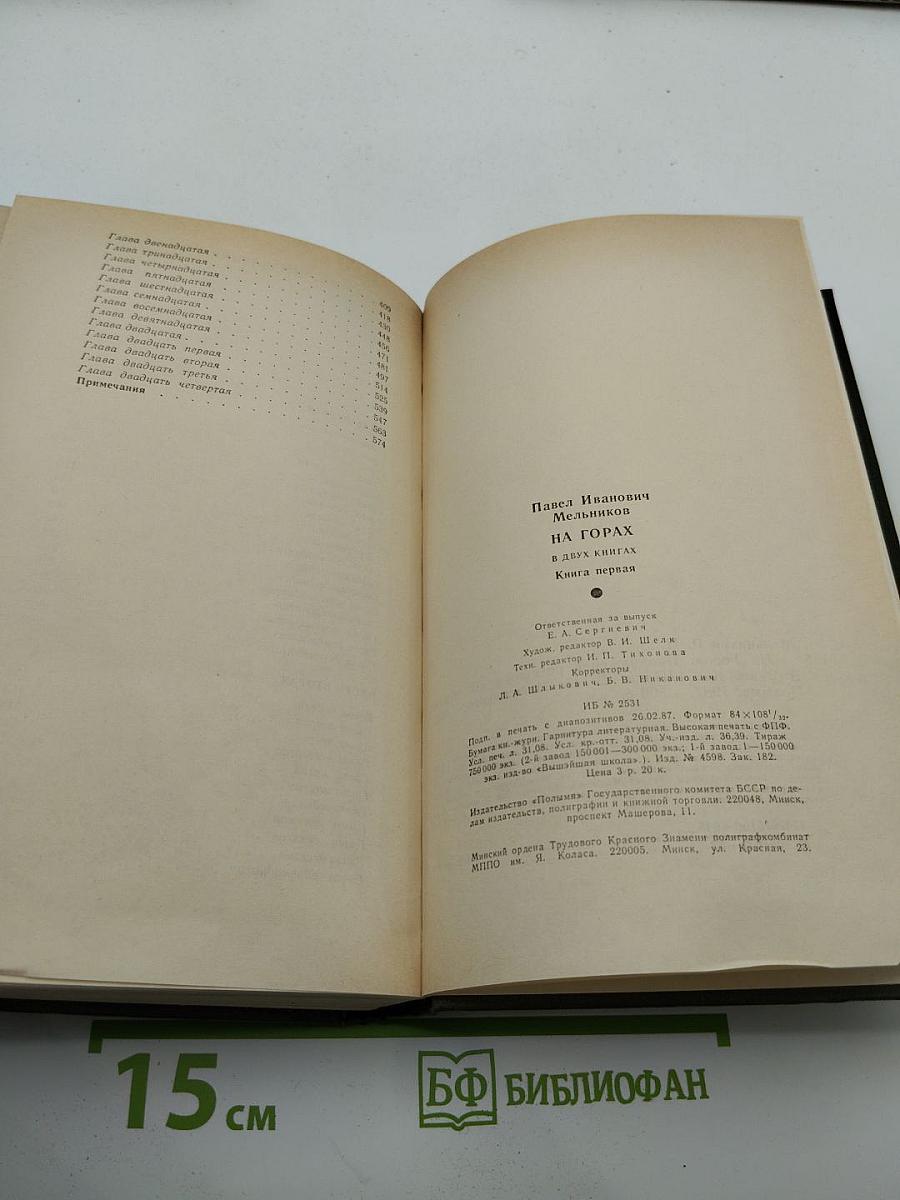 Глава двенадцатая . . . . . . . . . 409
Глава тринадцатая . . . . . . . . . 418
Глава четырнадцатая . . . . . . . . 430
Глава пятнадцатая . . . . . . . . . 448
Глава шестнадцатая . . . . . . . . 456
Глава семнадцатая . . . . . . . . . 471
Глава восемнадцатая . . . . . . . . 481
Глава девятнадцатая . . . . . . . . 497
Глава двадцатая . . . . . . . . . . 514
Глава двадцать первая . . . . . . . 525
Глава двадцать вторая . . . . . . . 539
Глава двадцать третья . . . . . . . 547
Глава двадцать четвертая . . . . . 563
Примечания . . . . . . . . . . . . 574
Павел Иванович
Мельников
НА ГОРАХ
В ДВУХ КНИГАХ
Книга первая
Ответственная за выпуск
Е. А. Сергиевич
Худож. редактор В. И. Шелк
Техн. редактор И. П. Тихонова
Корректоры
Л. А. Шлыкович, Б. В. Никанович
ИБ № 2531
Подп. в печать с диапозитивов 26.02.87. Формат 84×108¹/₃₂.
Бумага кн.-журн. Гарнитура литературная. Высокая печать с ФПФ.
Усл. печ. л. 31,08. Усл. кр.-отт. 31,08. Уч.-изд. л. 36,39. Тираж
750 000 экз. (2-й завод 150 001—300 000 экз.; 1-й завод 1—150 000
экз. изд-во «Вышэйшая школа».). Изд. № 4598. Зак. 182.
Цена 3 р. 20 к.
Издательство «Полымя» Государственного комитета БССР по де-
лам издательств, полиграфии и книжной торговли: 220048, Минск,
проспект Машерова, 11.
Минский ордена Трудового Красного Знамени полиграфкомбинат
МППО им. Я. Коласа. 220005. Минск, ул. Красная, 23.
15 см
БФ БИБЛИОФАН